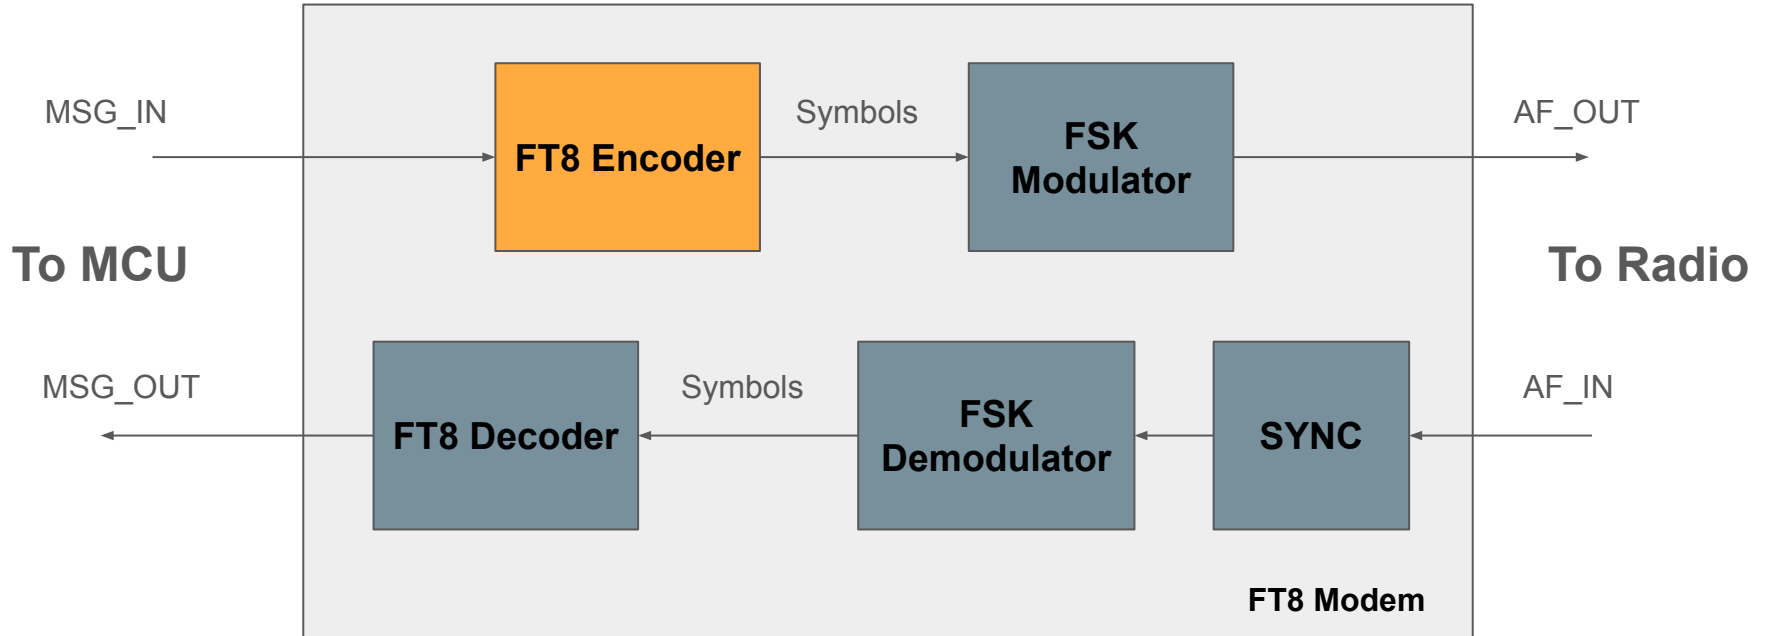 MSG_IN
FT8 Encoder
Symbols
FSK
Modulator
AF_OUT
To MCU
To Radio
MSG_OUT
FT8 Decoder
Symbols
FSK
Demodulator
SYNC
AF_IN
FT8 Modem